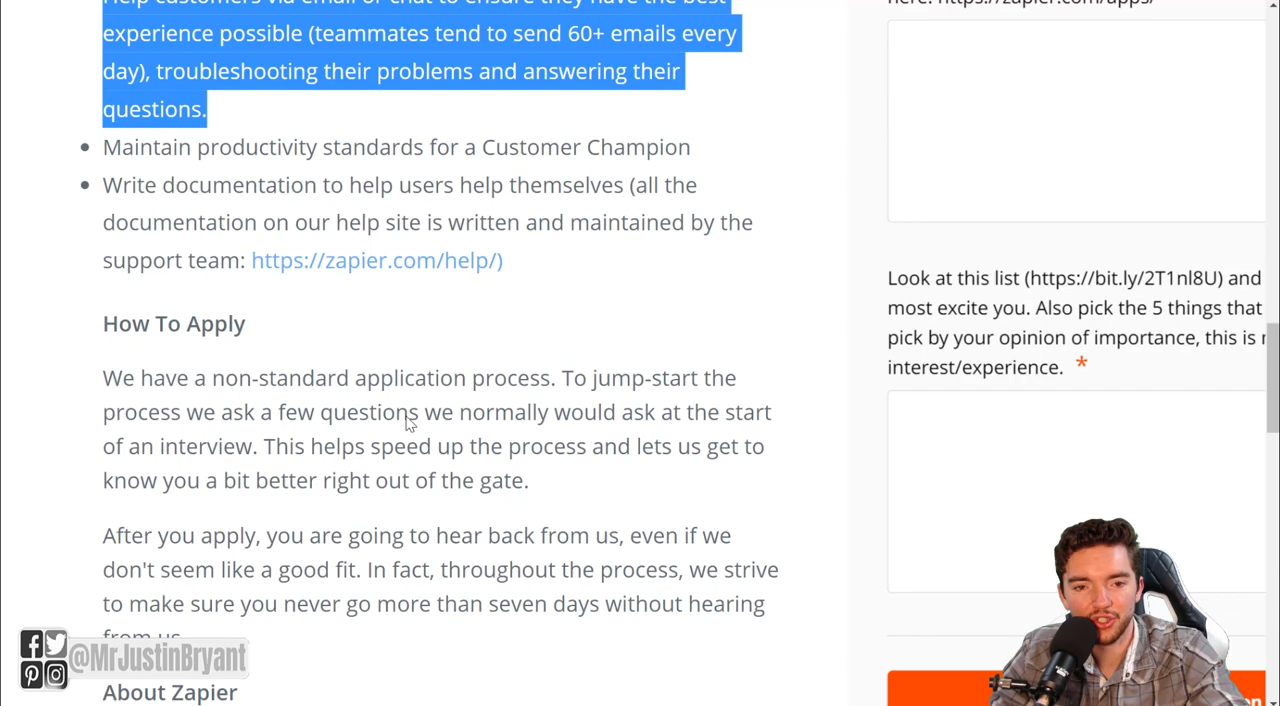 Help customers via email or chat to ensure they have the best
experience possible (teammates tend to send 60+ emails every
day), troubleshooting their problems and answering their
questions.
Maintain productivity standards for a Customer Champion
Write documentation to help users help themselves (all the
documentation on our help site is written and maintained by the
support team: https://zapier.com/help/)
How To Apply
We have a non-standard application process. To jump-start the
process we ask a few questions we normally would ask at the start
of an interview. This helps speed up the process and lets us get to
know you a bit better right out of the gate.
After you apply, you are going to hear back from us, even if we
don't seem like a good fit. In fact, throughout the process, we strive
to make sure you never go more than seven days without hearing
from us.
About Zapier
here: https://zapier.com/apps/
Look at this list (https://bit.ly/2T1nl8U) and
most excite you. Also pick the 5 things that
pick by your opinion of importance, this is
interest/experience. *
@MrJustinBryant